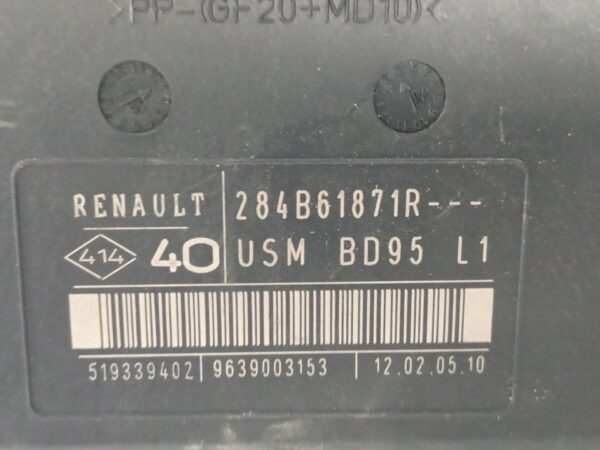 >PP-(GF20+MD10)<
RENAULT 284B61871R---
414 40 USM BD95 L1
519339402 9639003153 12.02.05.10